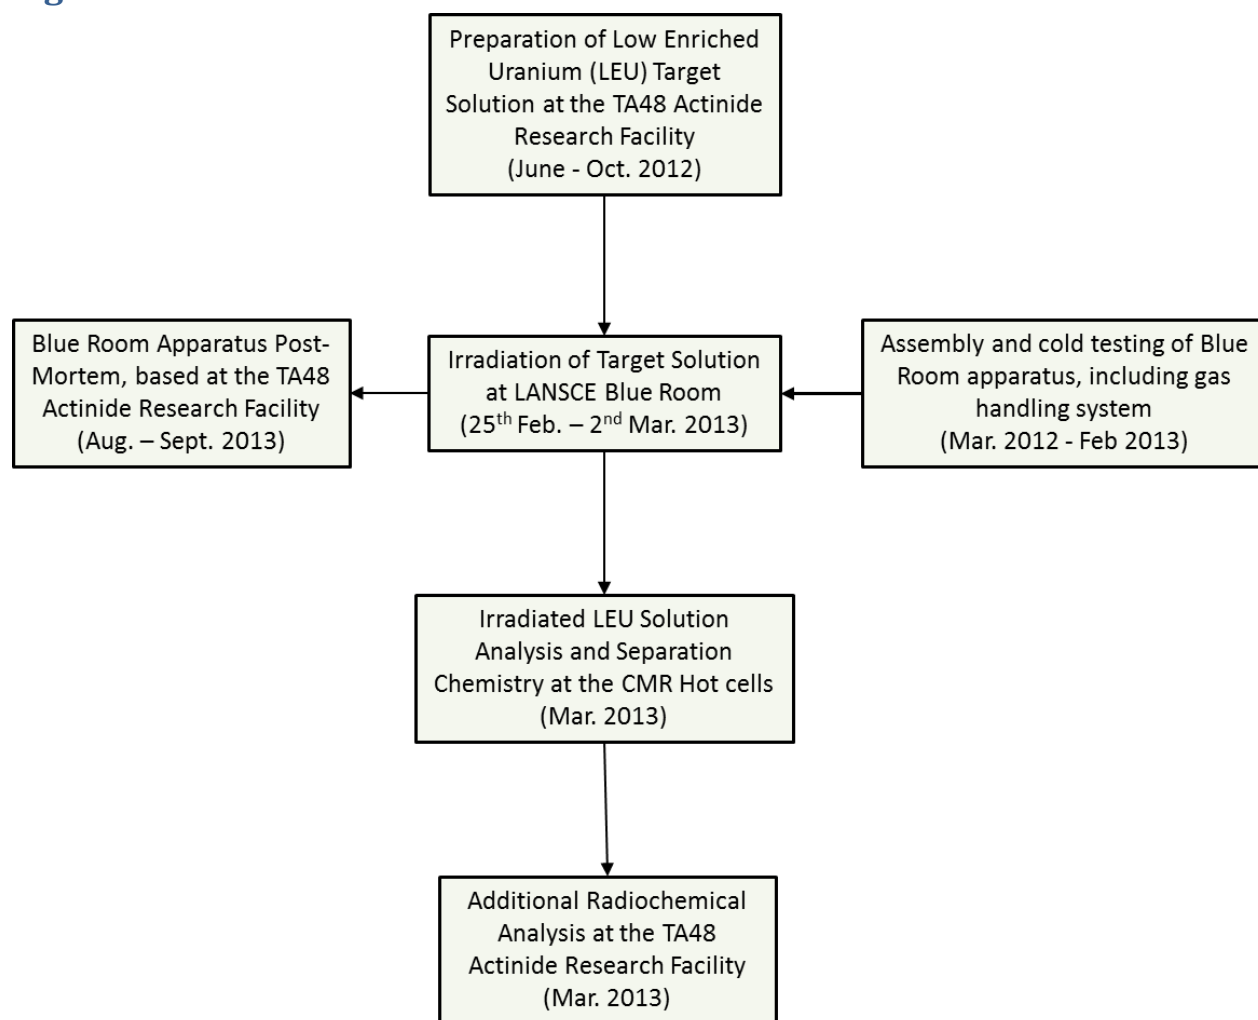 Preparation of Low Enriched
Uranium (LEU) Target
Solution at the TA48 Actinide
Research Facility
(June - Oct. 2012)
Blue Room Apparatus Post-
Mortem, based at the TA48
Actinide Research Facility
(Aug. – Sept. 2013)
Irradiation of Target Solution
at LANSCE Blue Room
(25th Feb. – 2nd Mar. 2013)
Assembly and cold testing of Blue
Room apparatus, including gas
handling system
(Mar. 2012 - Feb 2013)
Irradiated LEU Solution
Analysis and Separation
Chemistry at the CMR Hot cells
(Mar. 2013)
Additional Radiochemical
Analysis at the TA48
Actinide Research Facility
(Mar. 2013)